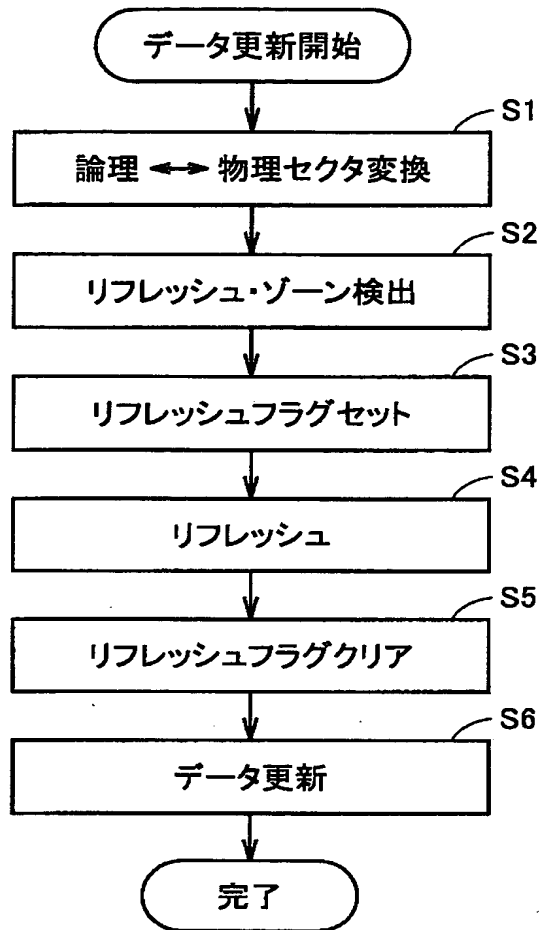 データ更新開始
S1
論理 ↔ 物理セクタ変換
S2
リフレッシュ・ゾーン検出
S3
リフレッシュフラグセット
S4
リフレッシュ
S5
リフレッシュフラグクリア
S6
データ更新
完了